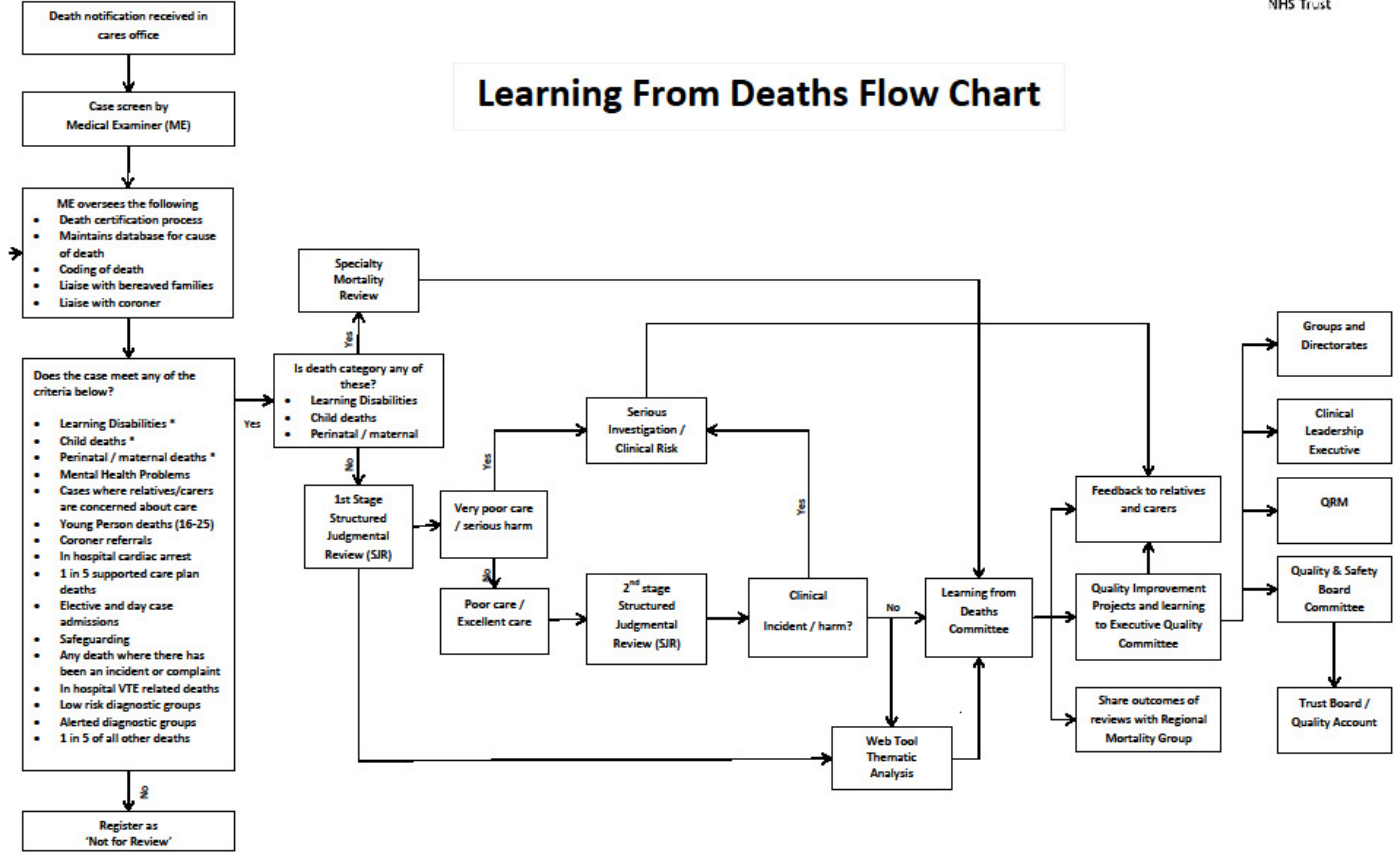 NHS Trust
Learning From Deaths Flow Chart
Death notification received in
cares office
Case screen by
Medical Examiner (ME)
ME oversees the following
• Death certification process
• Maintains database for cause
of death
• Coding of death
• Liaise with bereaved families
• Liaise with coroner
Does the case meet any of the
criteria below?
• Learning Disabilities *
• Child deaths *
• Perinatal / maternal deaths *
• Mental Health Problems
• Cases where relatives/carers
are concerned about care
• Young Person deaths (16-25)
• Coroner referrals
• In hospital cardiac arrest
• 1 in 5 supported care plan
deaths
• Elective and day case
admissions
• Safeguarding
• Any death where there has
been an incident or complaint
• In hospital VTE related deaths
• Low risk diagnostic groups
• Alerted diagnostic groups
• 1 in 5 of all other deaths
No
Register as
'Not for Review'
Yes
Is death category any of
these?
• Learning Disabilities
• Child deaths
• Perinatal / maternal
Yes
Specialty
Mortality
Review
No
1st Stage
Structured
Judgmental
Review (SJR)
Very poor care
/ serious harm
Yes
Serious
Investigation /
Clinical Risk
No
Poor care /
Excellent care
2nd stage
Structured
Judgmental
Review (SJR)
Clinical
Incident / harm?
Yes
No
Web Tool
Thematic
Analysis
Learning from
Deaths
Committee
Feedback to relatives
and carers
Quality Improvement
Projects and learning
to Executive Quality
Committee
Share outcomes of
reviews with Regional
Mortality Group
Groups and
Directorates
Clinical
Leadership
Executive
QRM
Quality & Safety
Board
Committee
Trust Board /
Quality Account